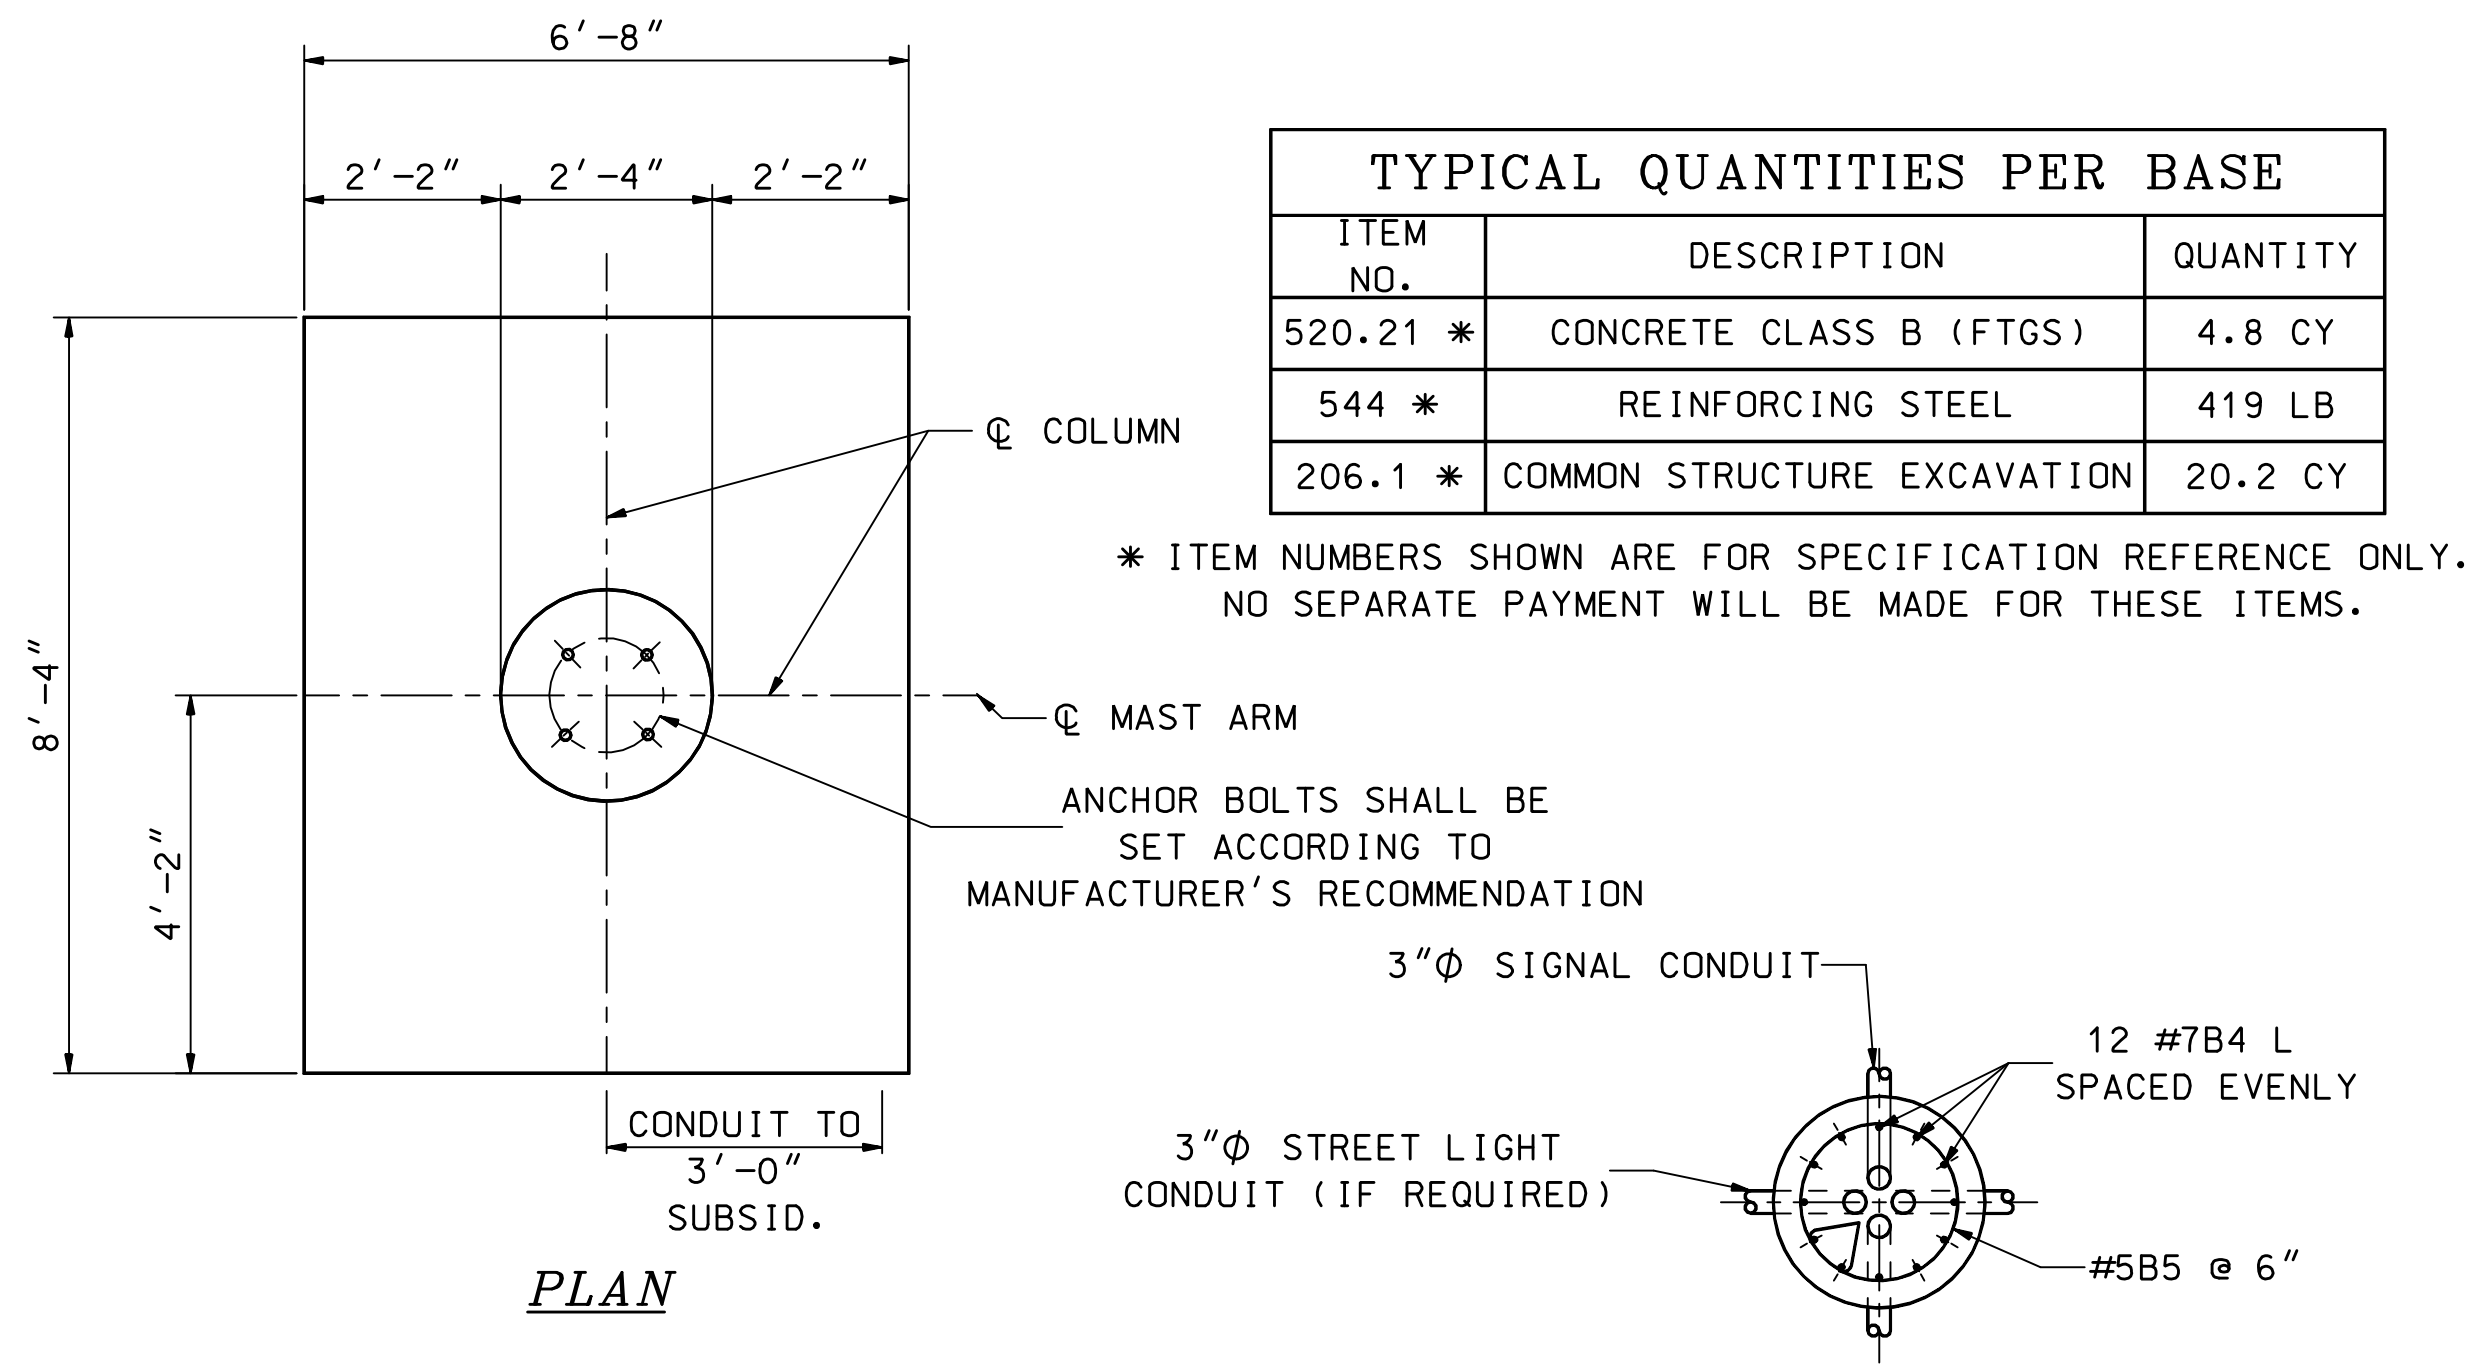 6'-8"
2'-2" 2'-4" 2'-2"
8'-4"
4'-2"
℄ COLUMN
℄ MAST ARM
ANCHOR BOLTS SHALL BE
SET ACCORDING TO
MANUFACTURER'S RECOMMENDATION
CONDUIT TO
3'-0"
SUBSID.
PLAN
TYPICAL QUANTITIES PER BASE
ITEM
NO.
DESCRIPTION QUANTITY
520.21 * CONCRETE CLASS B (FTGS) 4.8 CY
544 * REINFORCING STEEL 419 LB
206.1 * COMMON STRUCTURE EXCAVATION 20.2 CY
* ITEM NUMBERS SHOWN ARE FOR SPECIFICATION REFERENCE ONLY.
NO SEPARATE PAYMENT WILL BE MADE FOR THESE ITEMS.
3"ϕ SIGNAL CONDUIT
12 #7B4 L
SPACED EVENLY
3"ϕ STREET LIGHT
CONDUIT (IF REQUIRED)
#5B5 @ 6"